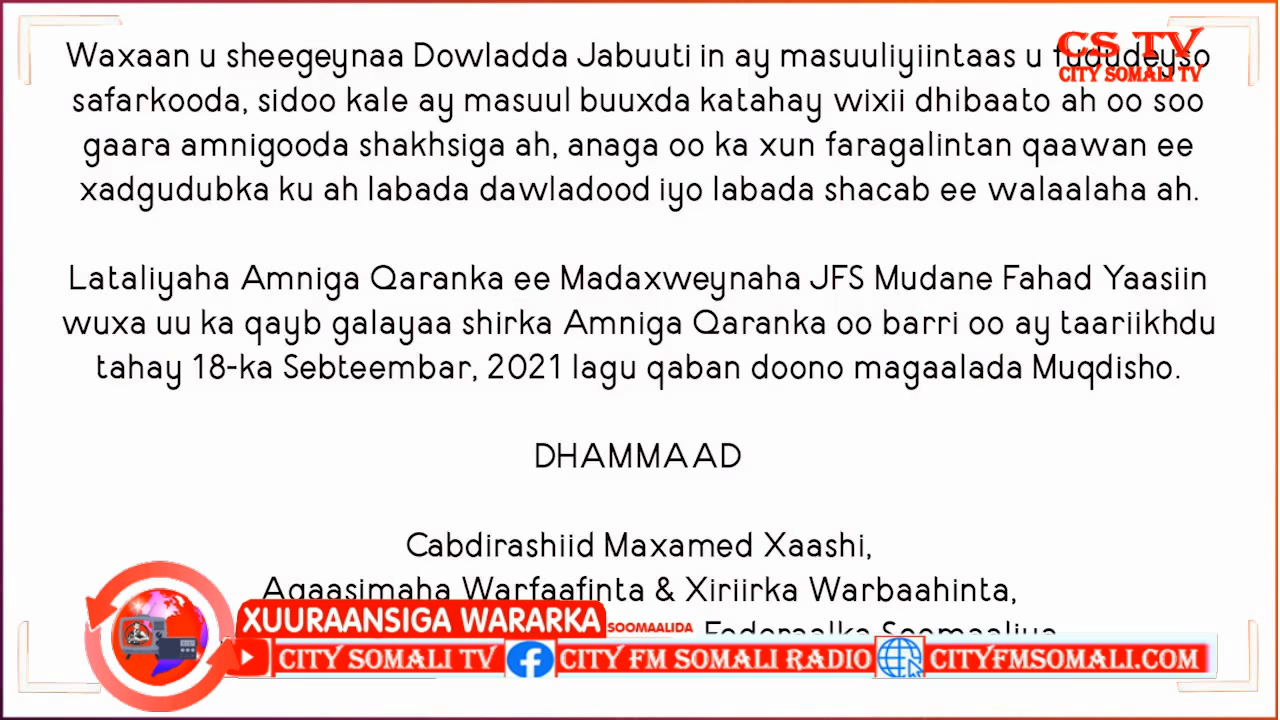 Waxaan u sheegeynaa Dowladda Jabuuti in ay masuuliyiintaas u fududeyso
CS TV
CITY SOMALI TV
safarkooda, sidoo kale ay masuul buuxda katahay wixii dhibaato ah oo soo
gaara amnigooda shakhsiga ah, anaga oo ka xun faragalintan qaawan ee
xadgudubka ku ah labada dawladood iyo labada shacab ee walaalaha ah.
Lataliyaha Amniga Qaranka ee Madaxweynaha JFS Mudane Fahad Yaasiin
wuxa uu ka qayb galayaa shirka Amniga Qaranka oo barri oo ay taariikhdu
tahay 18-ka Sebteembar, 2021 lagu qaban doono magaalada Muqdisho.
DHAMMAAD
Cabdirashiid Maxamed Xaashi,
Agaasimaha Warfaafinta & Xiriirka Warbaahinta,
Federaalka Soomaaliya
XUURAANSIGA WARARKA
SOOMAALIDA
CITY SOMALI TV CITY FM SOMALI RADIO CITYFMSOMALI.COM